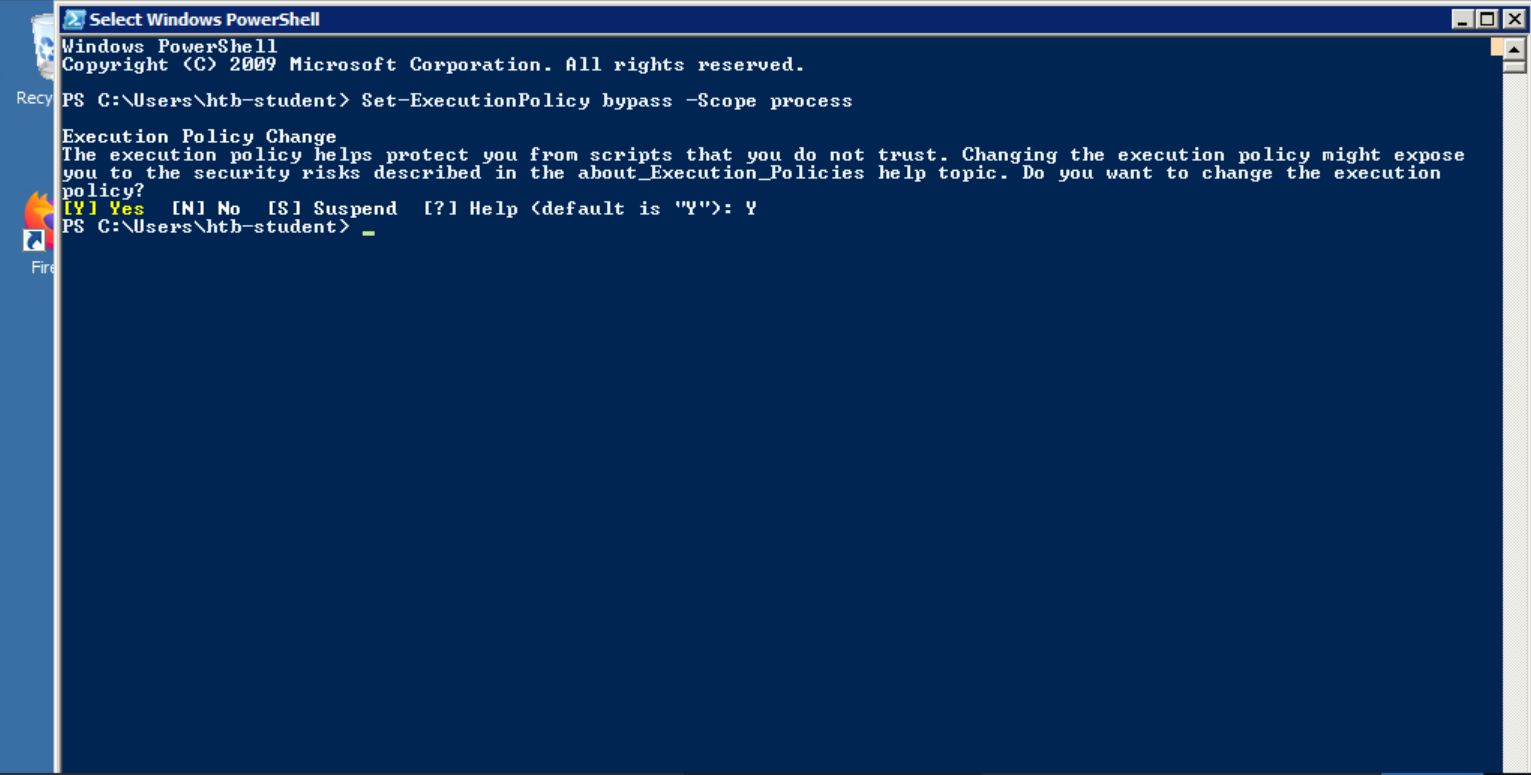 Select Windows PowerShell
Windows PowerShell
Copyright (C) 2009 Microsoft Corporation. All rights reserved.
Recy
PS C:\Users\htb-student> Set-ExecutionPolicy bypass -Scope process
Execution Policy Change
The execution policy helps protect you from scripts that you do not trust. Changing the execution policy might expose
you to the security risks described in the about_Execution_Policies help topic. Do you want to change the execution
policy?
[Y] Yes  [N] No  [S] Suspend  [?] Help (default is "Y"): Y
PS C:\Users\htb-student> _
Fire